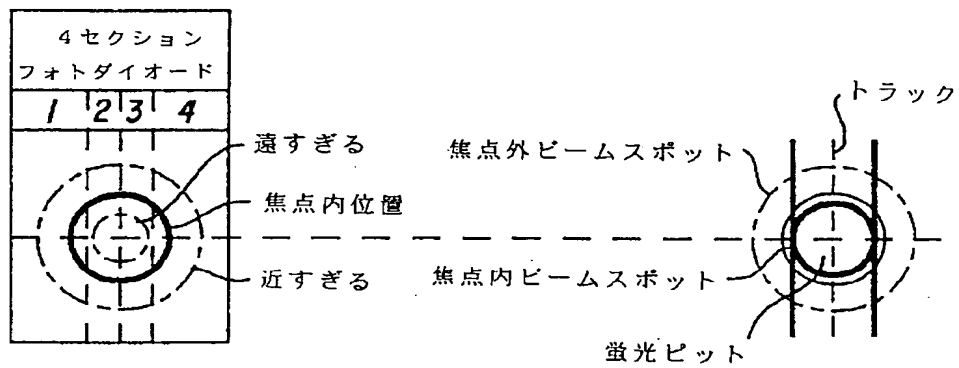 4セクション
フォトダイオード
1 2 3 4
遠すぎる
焦点内位置
近すぎる
トラック
焦点外ビームスポット
焦点内ビームスポット
蛍光ピット